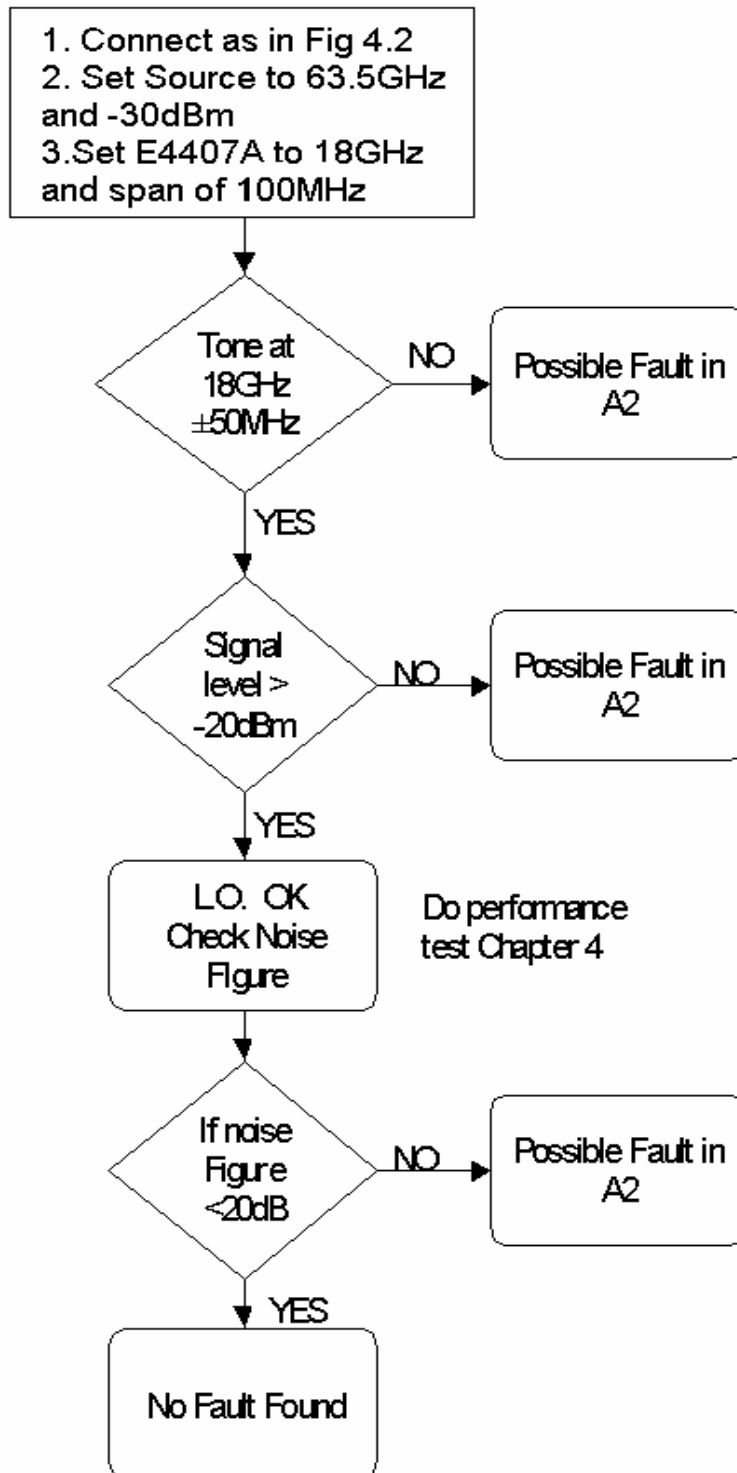 1. Connect as in Fig 4.2
2. Set Source to 63.5GHz
and -30dBm
3.Set E4407A to 18GHz
and span of 100MHz
Tone at
18GHz
±50MHz
NO
Possible Fault in
A2
YES
Signal
level >
-20dBm
NO
Possible Fault in
A2
YES
L.O. OK
Check Noise
FIgure
Do performance
test Chapter 4
If noise
Figure
<20dB
NO
Possible Fault in
A2
YES
No Fault Found